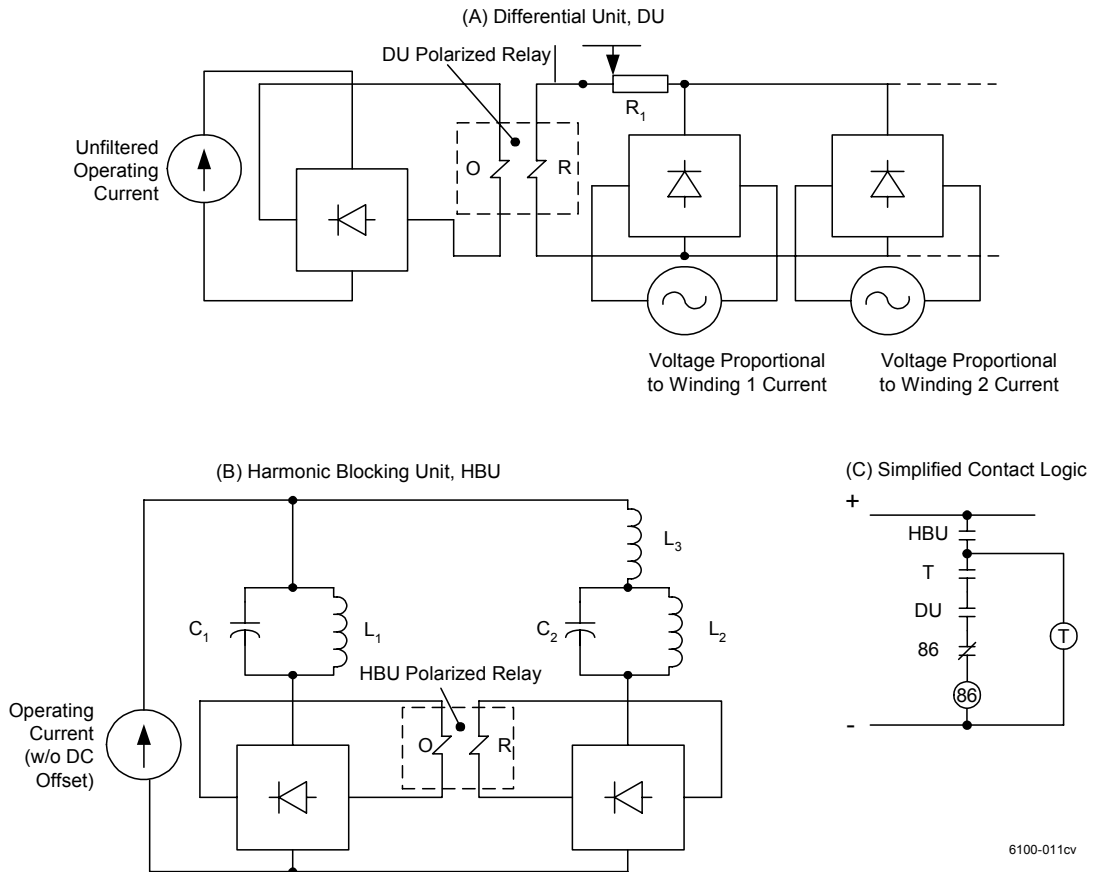 (A) Differential Unit, DU
DU Polarized Relay
R1
Unfiltered
Operating
Current
O
R
Voltage Proportional
to Winding 1 Current
Voltage Proportional
to Winding 2 Current
(B) Harmonic Blocking Unit, HBU
L3
C1
L1
C2
L2
HBU Polarized Relay
Operating
Current
(w/o DC
Offset)
O
R
(C) Simplified Contact Logic
+
HBU
T
DU
86
T
86
-
6100-011cv